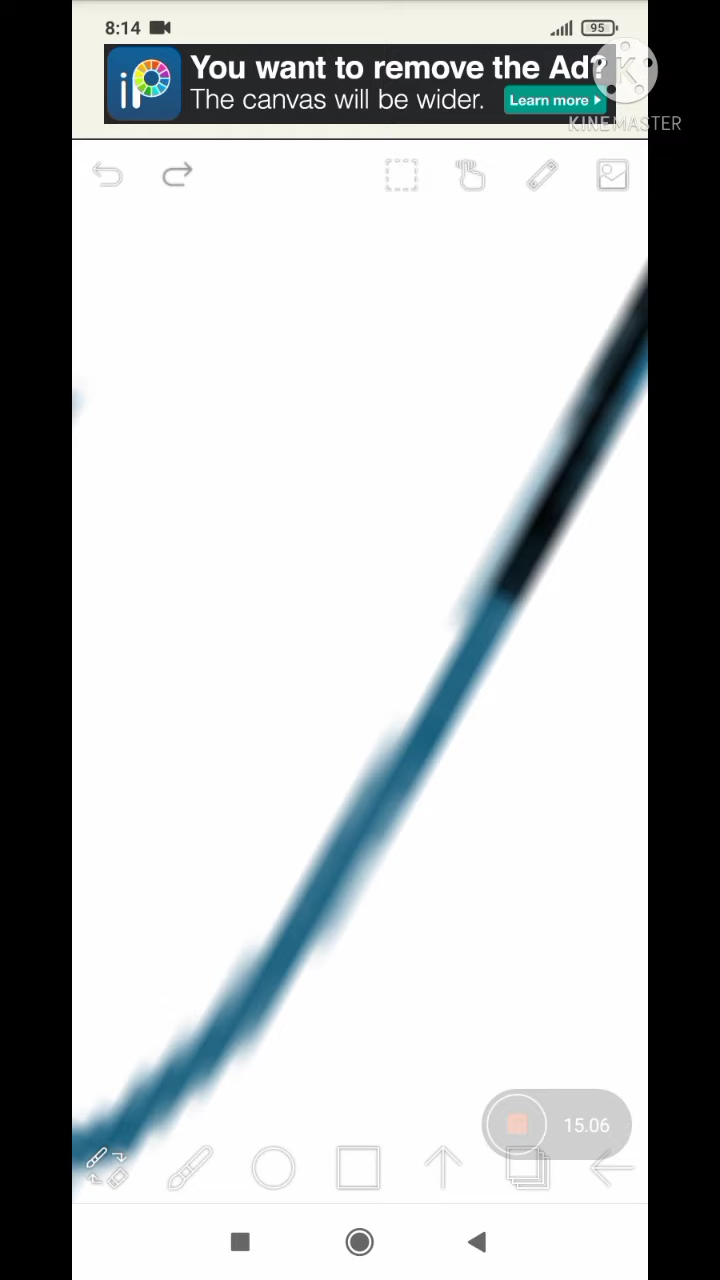 8:14
95
iP
You want to remove the Ad?
The canvas will be wider.
Learn more
K
KINEMASTER
15.06